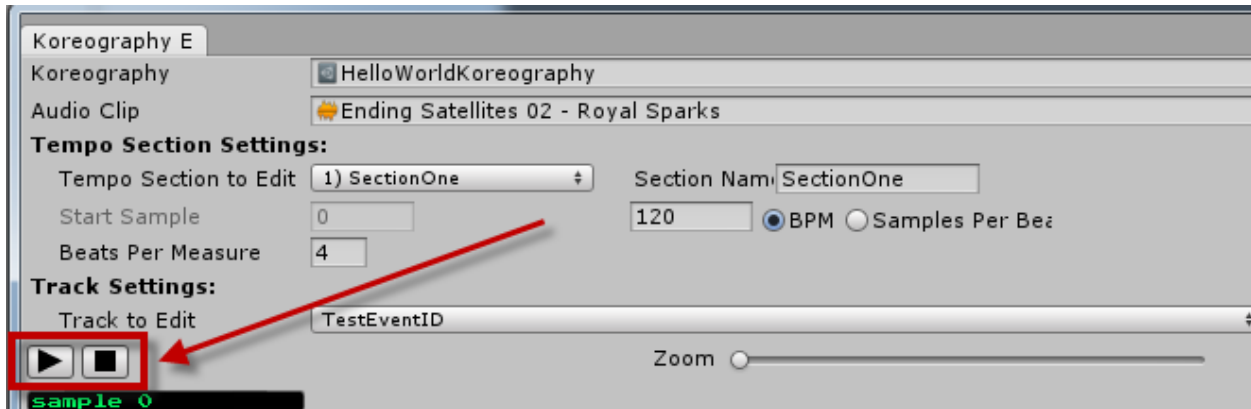 Koreography E
Koreography HelloWorldKoreography
Audio Clip Ending Satellites 02 - Royal Sparks
Tempo Section Settings:
Tempo Section to Edit 1) SectionOne Section Nam SectionOne
Start Sample 0 120 BPM Samples Per Bea
Beats Per Measure 4
Track Settings:
Track to Edit TestEventID
Zoom
sample 0